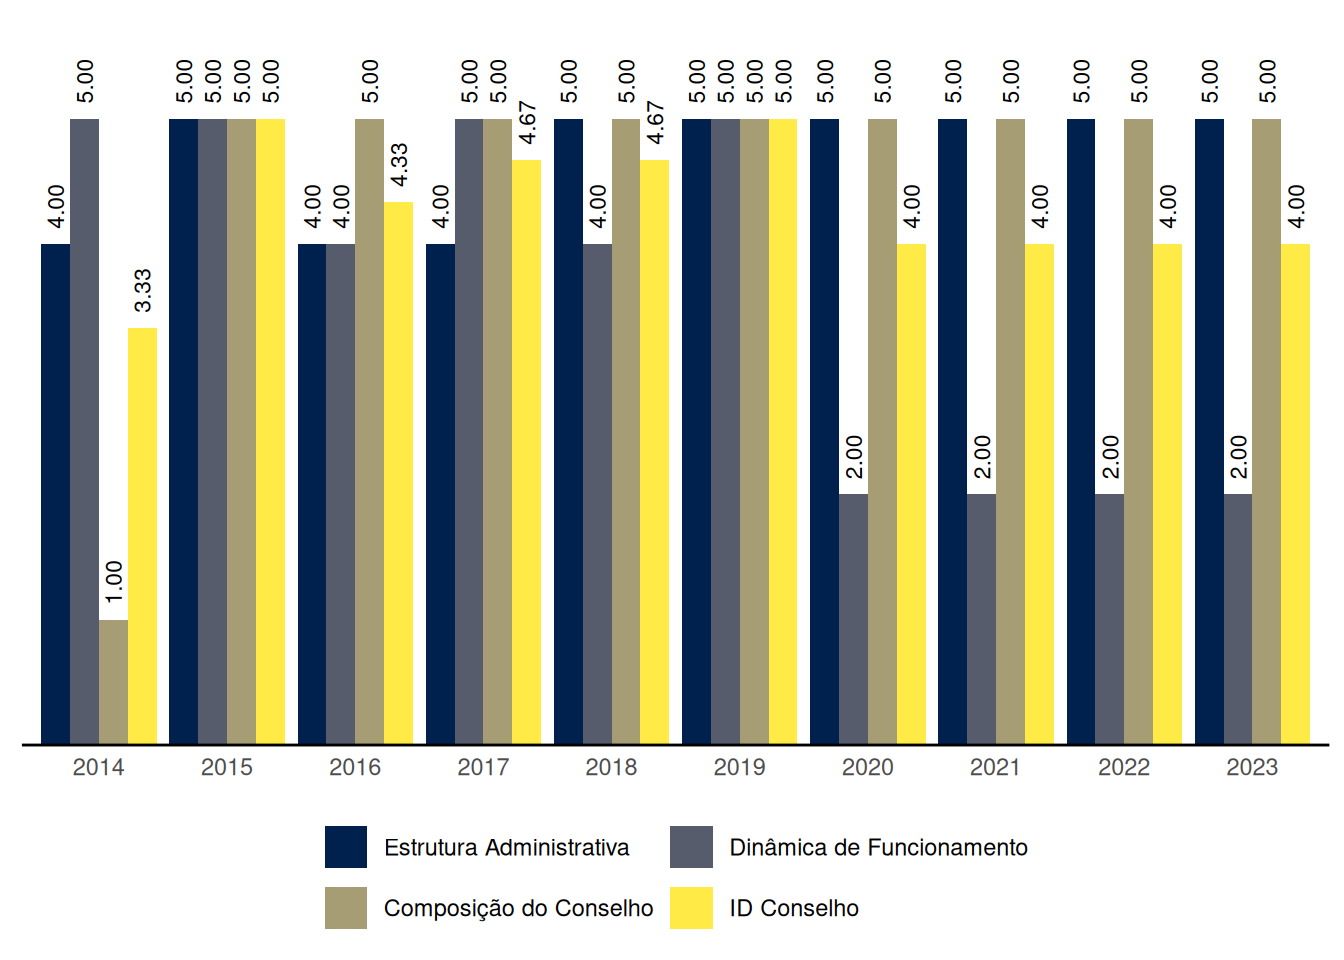 4.00 5.00 1.00 3.33
5.00 5.00 5.00 5.00
4.00 4.00 5.00 4.33
4.00 5.00 5.00 4.67
5.00 4.00 5.00 4.67
5.00 5.00 5.00 5.00
5.00 2.00 5.00 4.00
5.00 2.00 5.00 4.00
5.00 2.00 5.00 4.00
5.00 2.00 5.00 4.00
2014 2015 2016 2017 2018 2019 2020 2021 2022 2023
Estrutura Administrativa Dinâmica de Funcionamento
Composição do Conselho ID Conselho